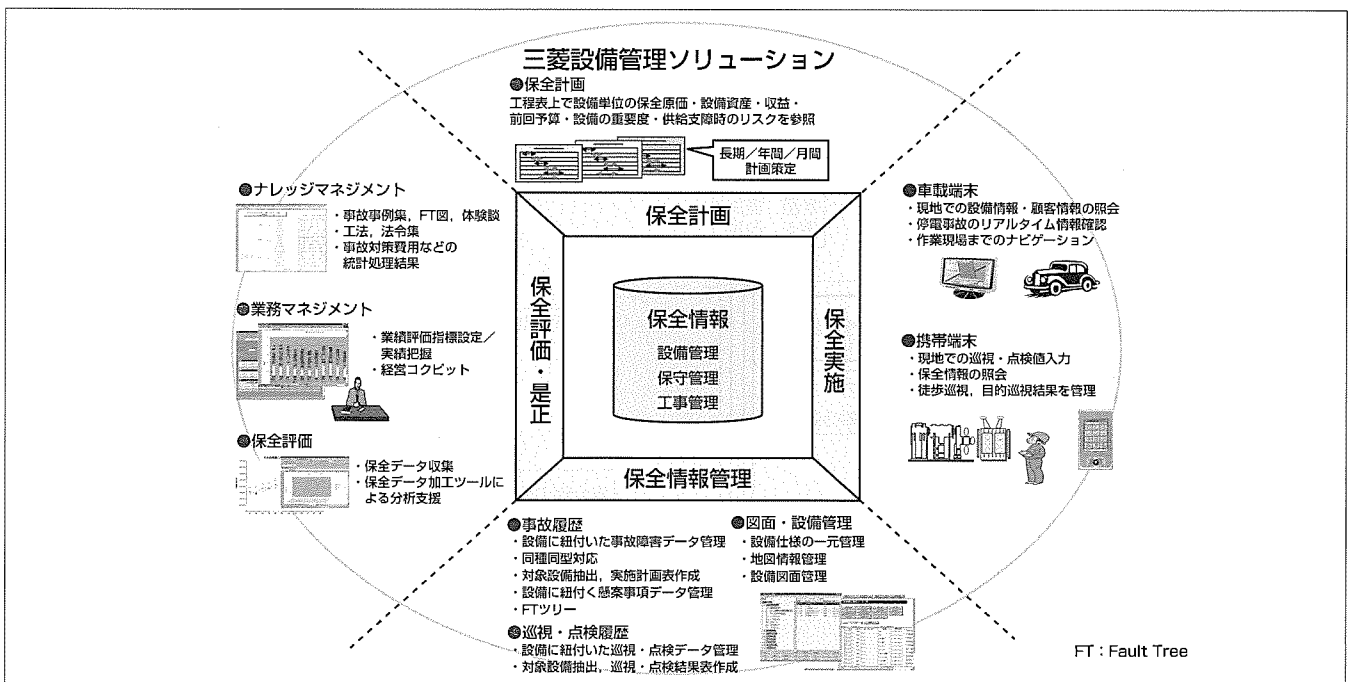 三菱設備管理ソリューション
●保全計画
工程表上で設備単位の保全原価・設備資産・収益・
前回予算・設備の重要度・供給支障時のリスクを参照
長期／年間／月間
計画策定
●ナレッジマネジメント
・事故事例集，FT図，体験談
・工法，法令集
・事故対策費用などの
統計処理結果
●業務マネジメント
・業績評価指標設定／
実績把握
・経営コクピット
●保全評価
・保全データ収集
・保全データ加工ツールに
よる分析支援
保全計画
保全評価・是正
保全情報
設備管理
保守管理
工事管理
保全実施
保全情報管理
●車載端末
・現地での設備情報・顧客情報の照会
・停電事故のリアルタイム情報確認
・作業現場までのナビゲーション
●携帯端末
・現地での巡視・点検値入力
・保全情報の照会
・徒歩巡視，目的巡視結果を管理
●事故履歴
・設備に紐付いた事故障害データ管理
・同種同型対応
・対象設備抽出，実施計画表作成
・設備に紐付く懸案事項データ管理
・FTツリー
●巡視・点検履歴
・設備に紐付いた巡視・点検データ管理
・対象設備抽出，巡視・点検結果表作成
●図面・設備管理
・設備仕様の一元管理
・地図情報管理
・設備図面管理
FT：Fault Tree